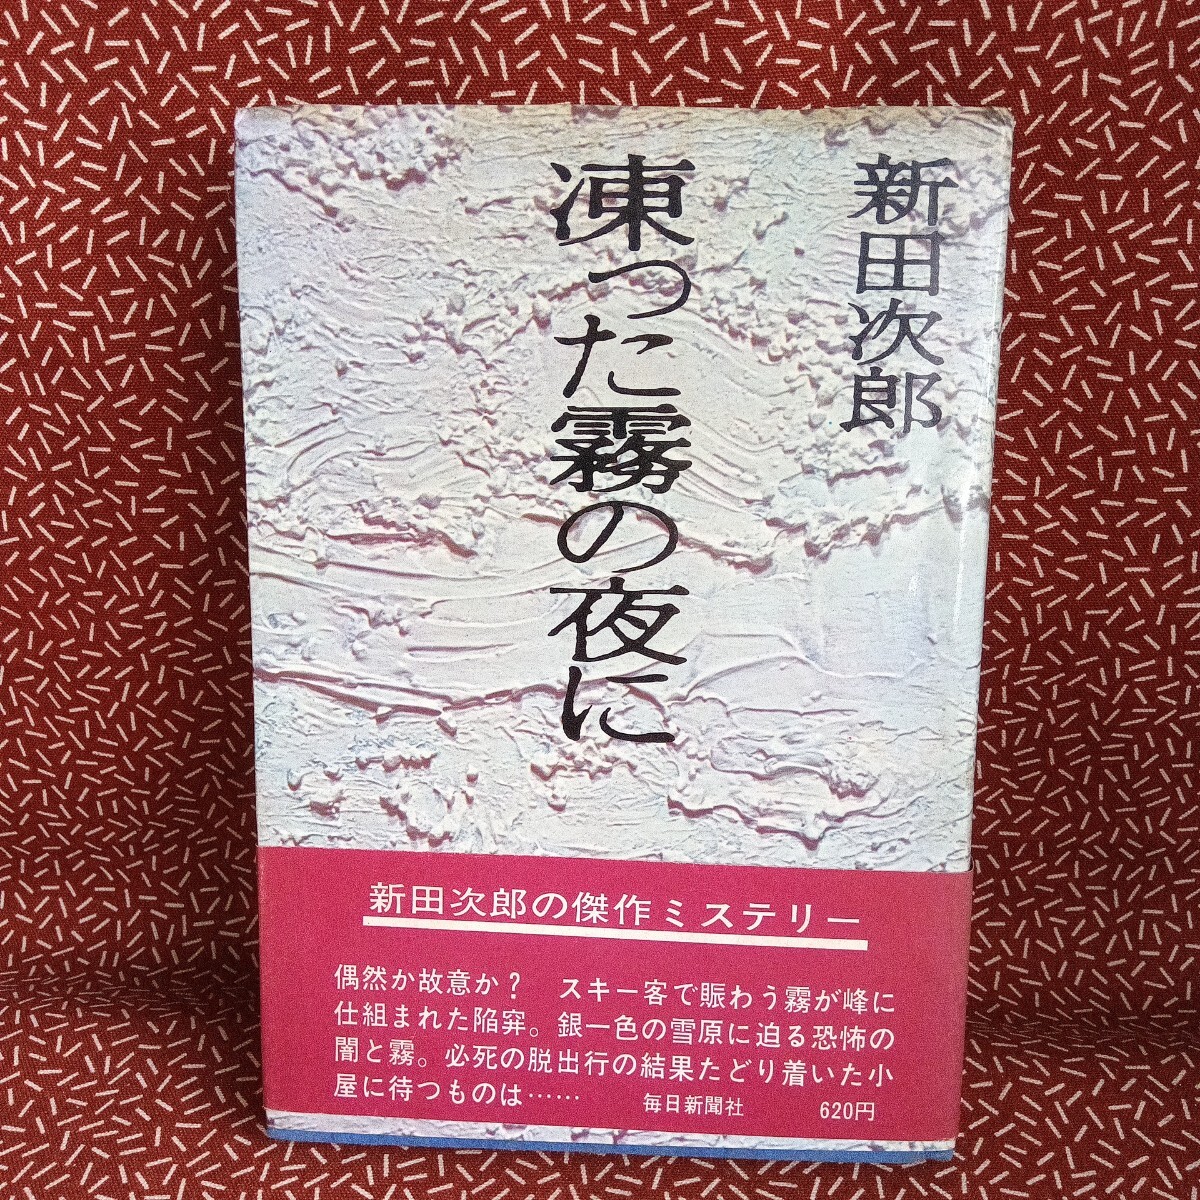 新田次郎
凍った霧の夜に
新田次郎の傑作ミステリー
偶然か故意か? スキー客で賑わう霧が峰に
仕組まれた陥穽。銀一色の雪原に迫る恐怖の
闇と霧。必死の脱出行の結果たどり着いた小
屋に待つものは……  毎日新聞社  620円